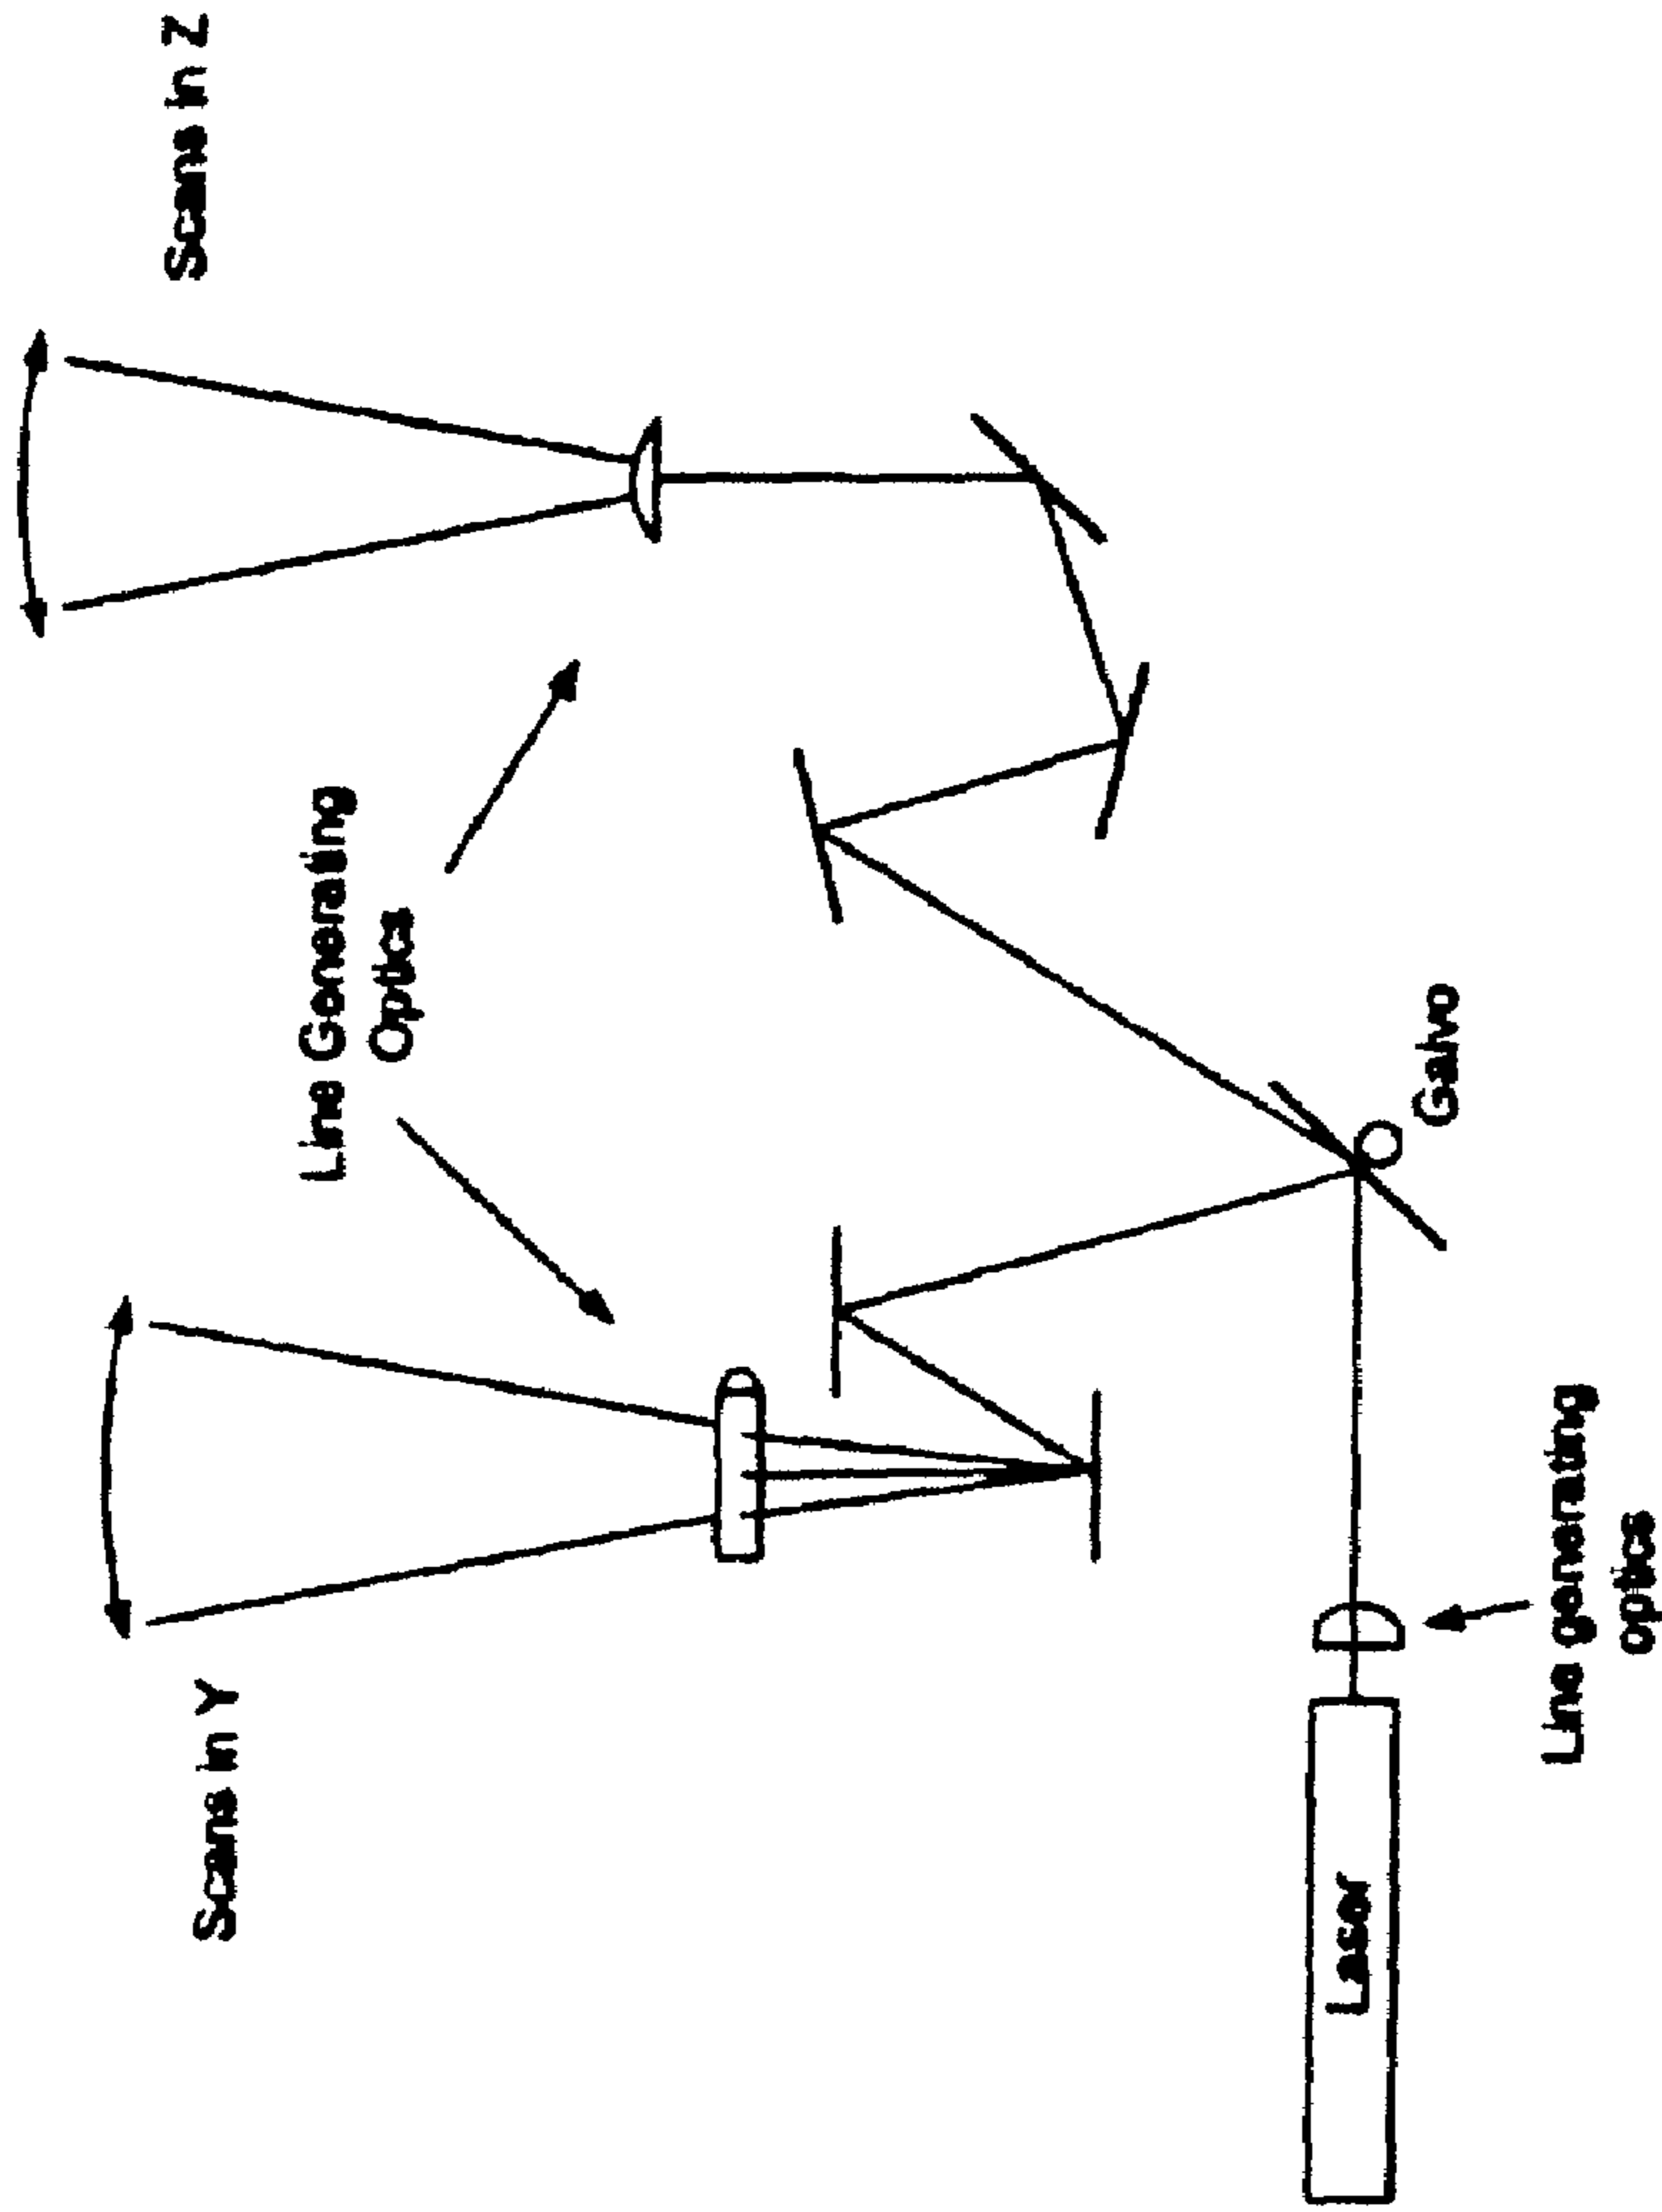 Scans in Y
Scans in Z
Line Generating
Optics
Galvo
Laser
Line generating
optics